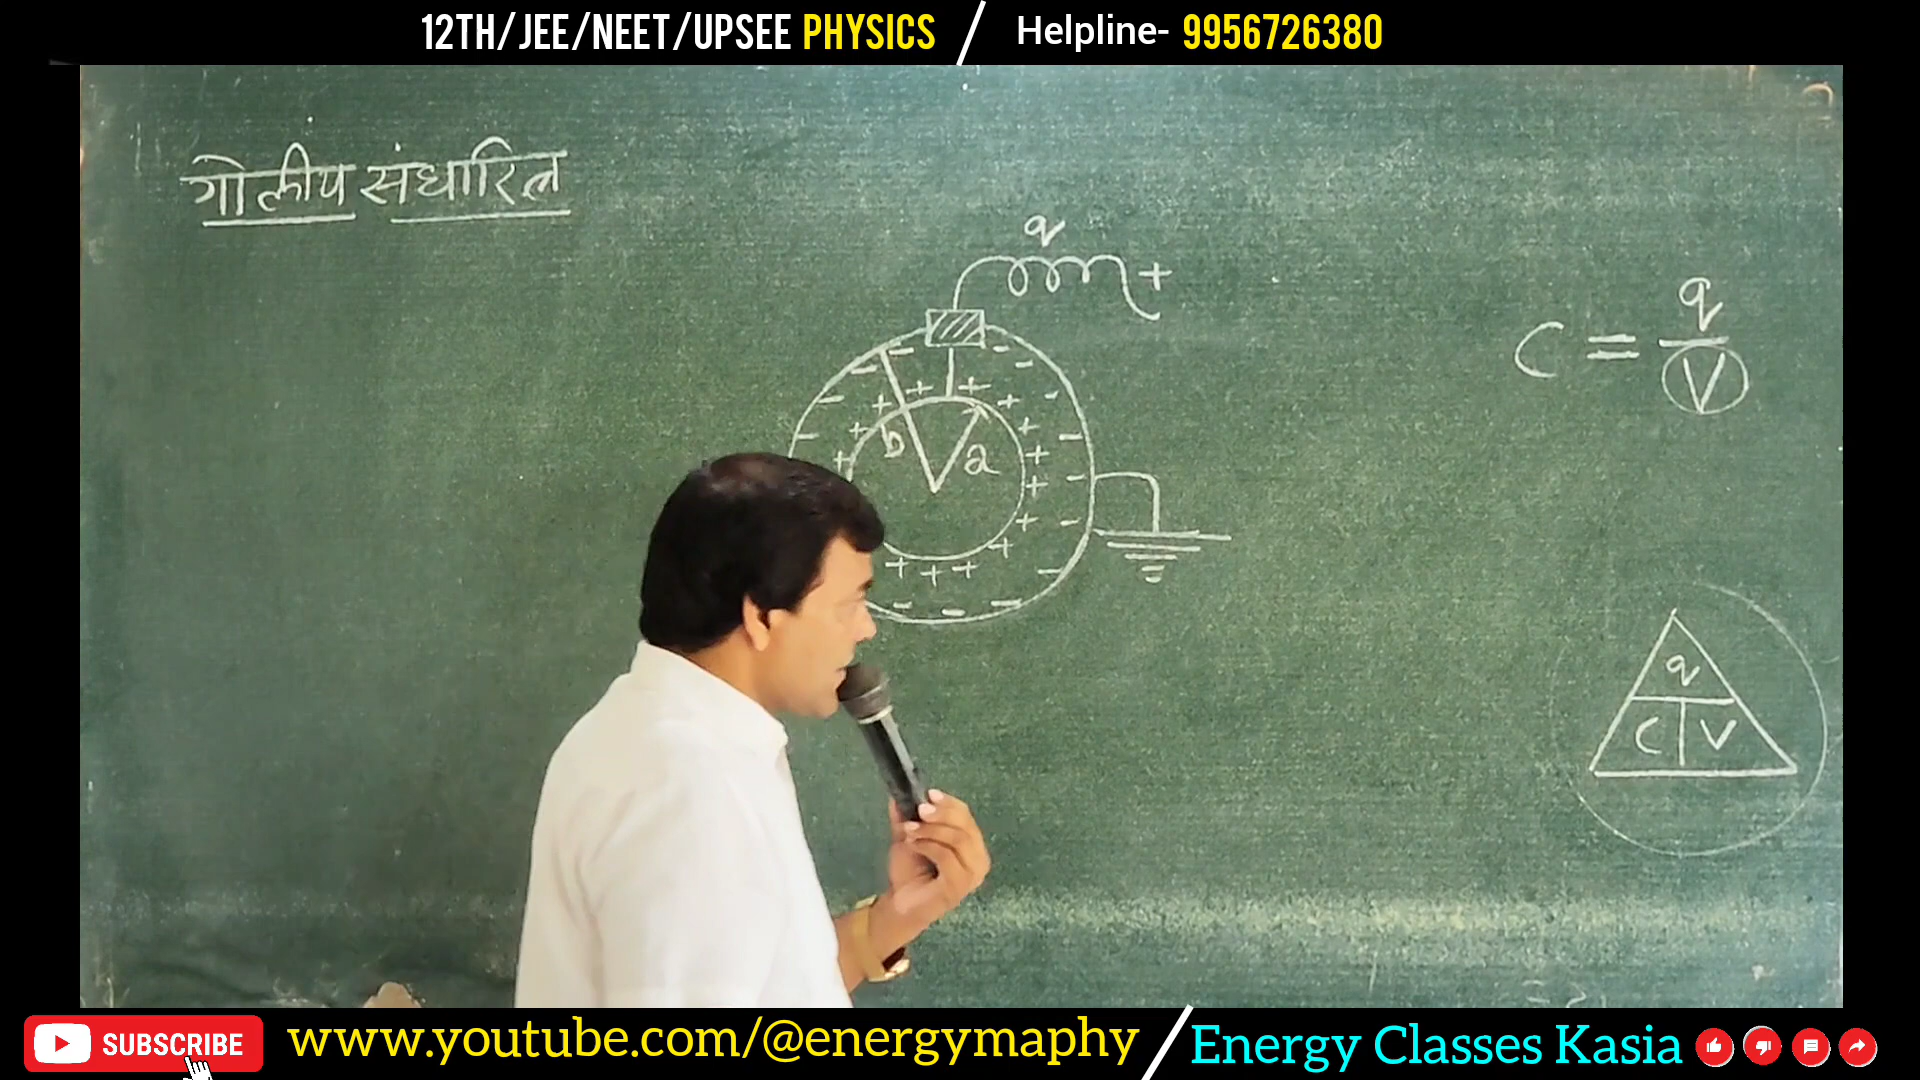 12TH/JEE/NEET/UPSEE PHYSICS / Helpline- 9956726380
गोलीय संधारित्र
q
+
C = q/V
b a
q
C V
SUBSCRIBE www.youtube.com/@energymaphy / Energy Classes Kasia